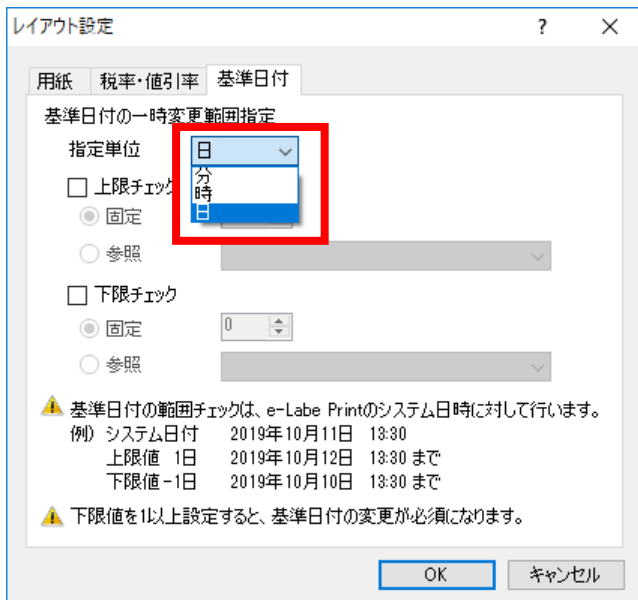 レイアウト設定 ?
用紙 税率・値引率 基準日付
基準日付の一時変更範囲指定
指定単位 日
分
時
日
上限チェック
固定
参照
下限チェック
固定 0
参照
基準日付の範囲チェックは、e-Labe Printのシステム日時に対して行います。
例) システム日付 2019年10月11日 13:30
上限値 1日 2019年10月12日 13:30 まで
下限値-1日 2019年10月10日 13:30 まで
下限値を1以上設定すると、基準日付の変更が必須になります。
OK キャンセル